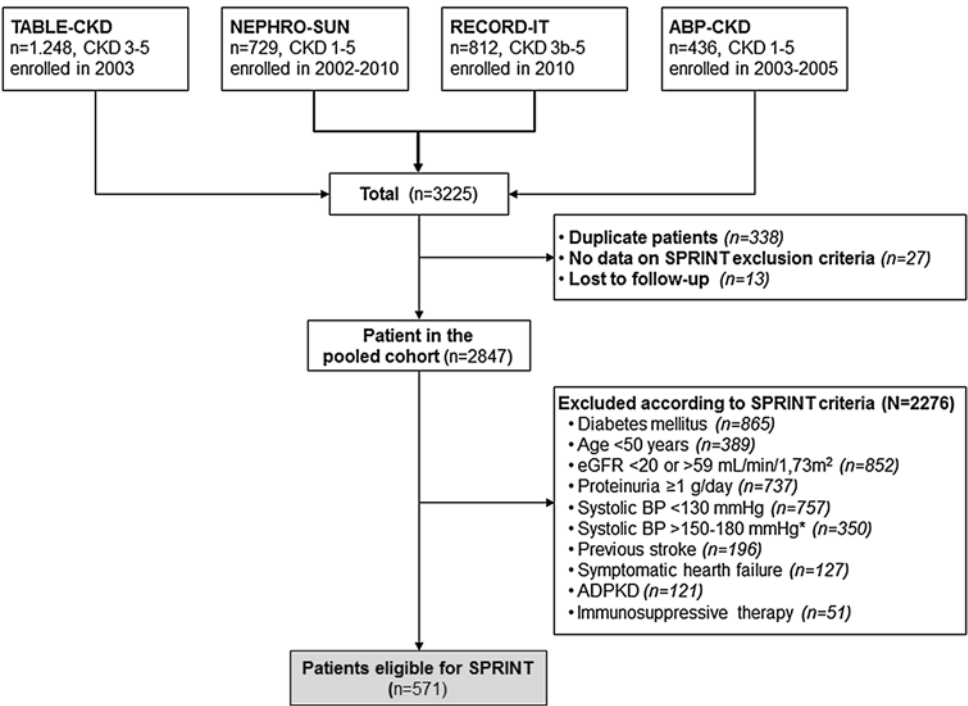 TABLE-CKD
n=1.248, CKD 3-5
enrolled in 2003
NEPHRO-SUN
n=729, CKD 1-5
enrolled in 2002-2010
RECORD-IT
n=812, CKD 3b-5
enrolled in 2010
ABP-CKD
n=436, CKD 1-5
enrolled in 2003-2005
Total (n=3225)
• Duplicate patients (n=338)
• No data on SPRINT exclusion criteria (n=27)
• Lost to follow-up (n=13)
Patient in the
pooled cohort (n=2847)
Excluded according to SPRINT criteria (N=2276)
• Diabetes mellitus (n=865)
• Age <50 years (n=389)
• eGFR <20 or >59 mL/min/1,73m² (n=852)
• Proteinuria ≥1 g/day (n=737)
• Systolic BP <130 mmHg (n=757)
• Systolic BP >150-180 mmHg* (n=350)
• Previous stroke (n=196)
• Symptomatic hearth failure (n=127)
• ADPKD (n=121)
• Immunosuppressive therapy (n=51)
Patients eligible for SPRINT
(n=571)